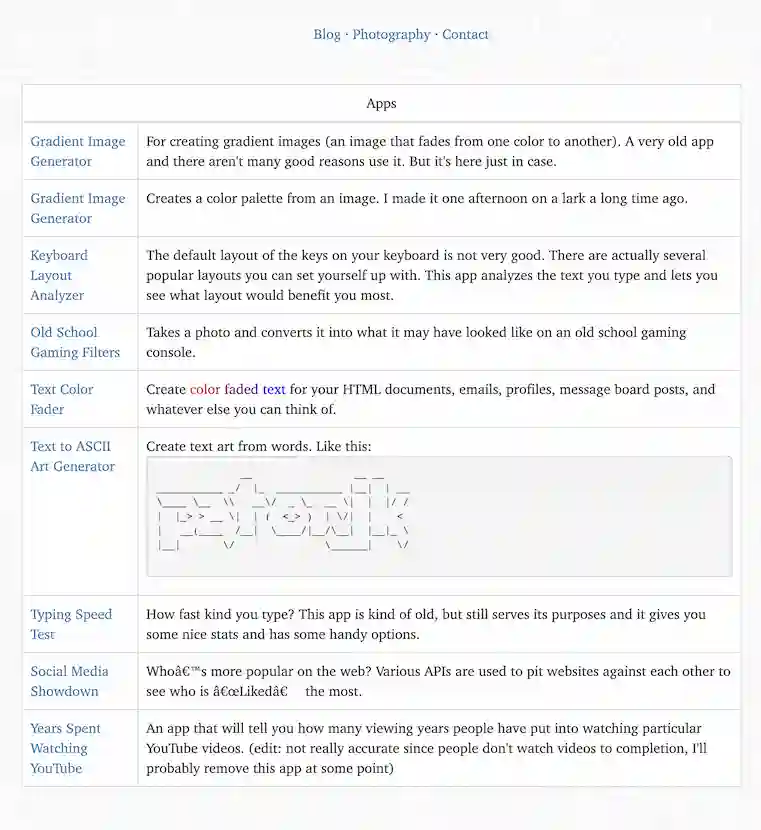 Blog · Photography · Contact
Apps
Gradient Image
Generator
For creating gradient images (an image that fades from one color to another). A very old app
and there aren't many good reasons use it. But it's here just in case.
Gradient Image
Generator
Creates a color palette from an image. I made it one afternoon on a lark a long time ago.
Keyboard
Layout
Analyzer
The default layout of the keys on your keyboard is not very good. There are actually several
popular layouts you can set yourself up with. This app analyzes the text you type and lets you
see what layout would benefit you most.
Old School
Gaming Filters
Takes a photo and converts it into what it may have looked like on an old school gaming
console.
Text Color
Fader
Create color faded text for your HTML documents, emails, profiles, message board posts, and
whatever else you can think of.
Text to ASCII
Art Generator
Create text art from words. Like this:
patorjk
Typing Speed
Test
How fast kind you type? This app is kind of old, but still serves its purposes and it gives you
some nice stats and has some handy options.
Social Media
Showdown
Whoâ€™s more popular on the web? Various APIs are used to pit websites against each other to
see who is â€œLikedâ€ the most.
Years Spent
Watching
YouTube
An app that will tell you how many viewing years people have put into watching particular
YouTube videos. (edit: not really accurate since people don't watch videos to completion, I'll
probably remove this app at some point)